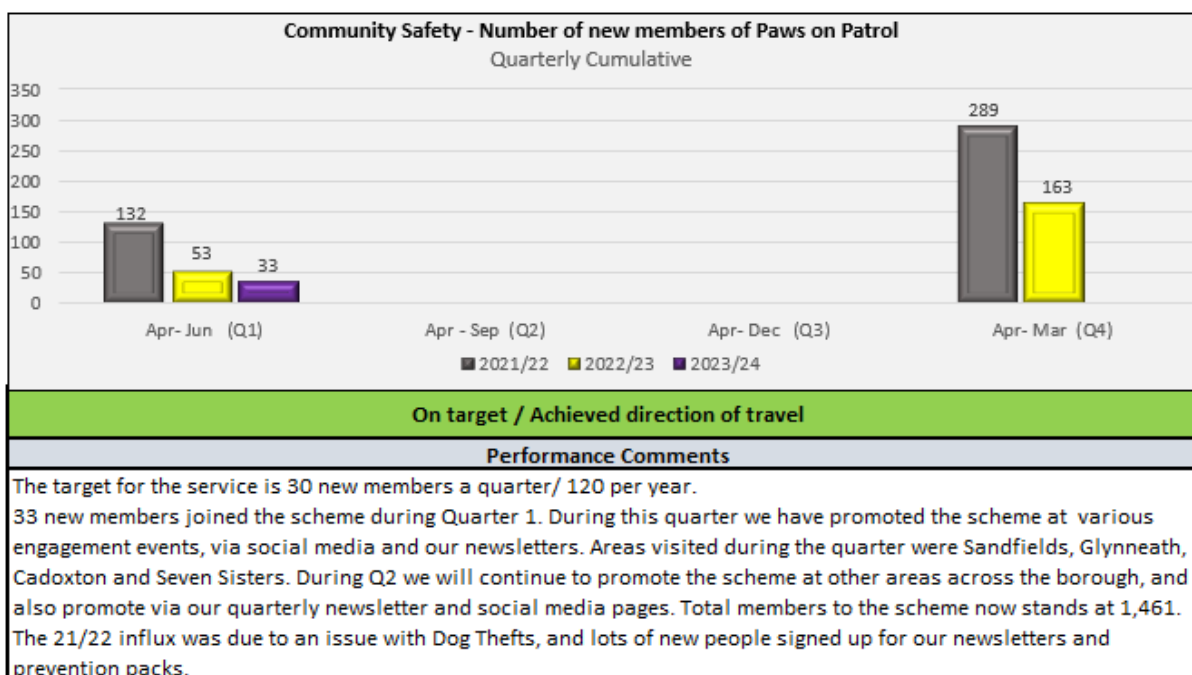 Community Safety - Number of new members of Paws on Patrol
Quarterly Cumulative
350
300
250
200
150
100
50
0
132
53
33
289
163
Apr- Jun (Q1)
Apr - Sep (Q2)
Apr- Dec (Q3)
Apr- Mar (Q4)
2021/22 2022/23 2023/24
On target / Achieved direction of travel
Performance Comments
The target for the service is 30 new members a quarter/ 120 per year.
33 new members joined the scheme during Quarter 1. During this quarter we have promoted the scheme at various
engagement events, via social media and our newsletters. Areas visited during the quarter were Sandfields, Glynneath,
Cadoxton and Seven Sisters. During Q2 we will continue to promote the scheme at other areas across the borough, and
also promote via our quarterly newsletter and social media pages. Total members to the scheme now stands at 1,461.
The 21/22 influx was due to an issue with Dog Thefts, and lots of new people signed up for our newsletters and
prevention packs.